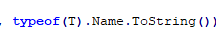 , typeof(T).Name.ToString())